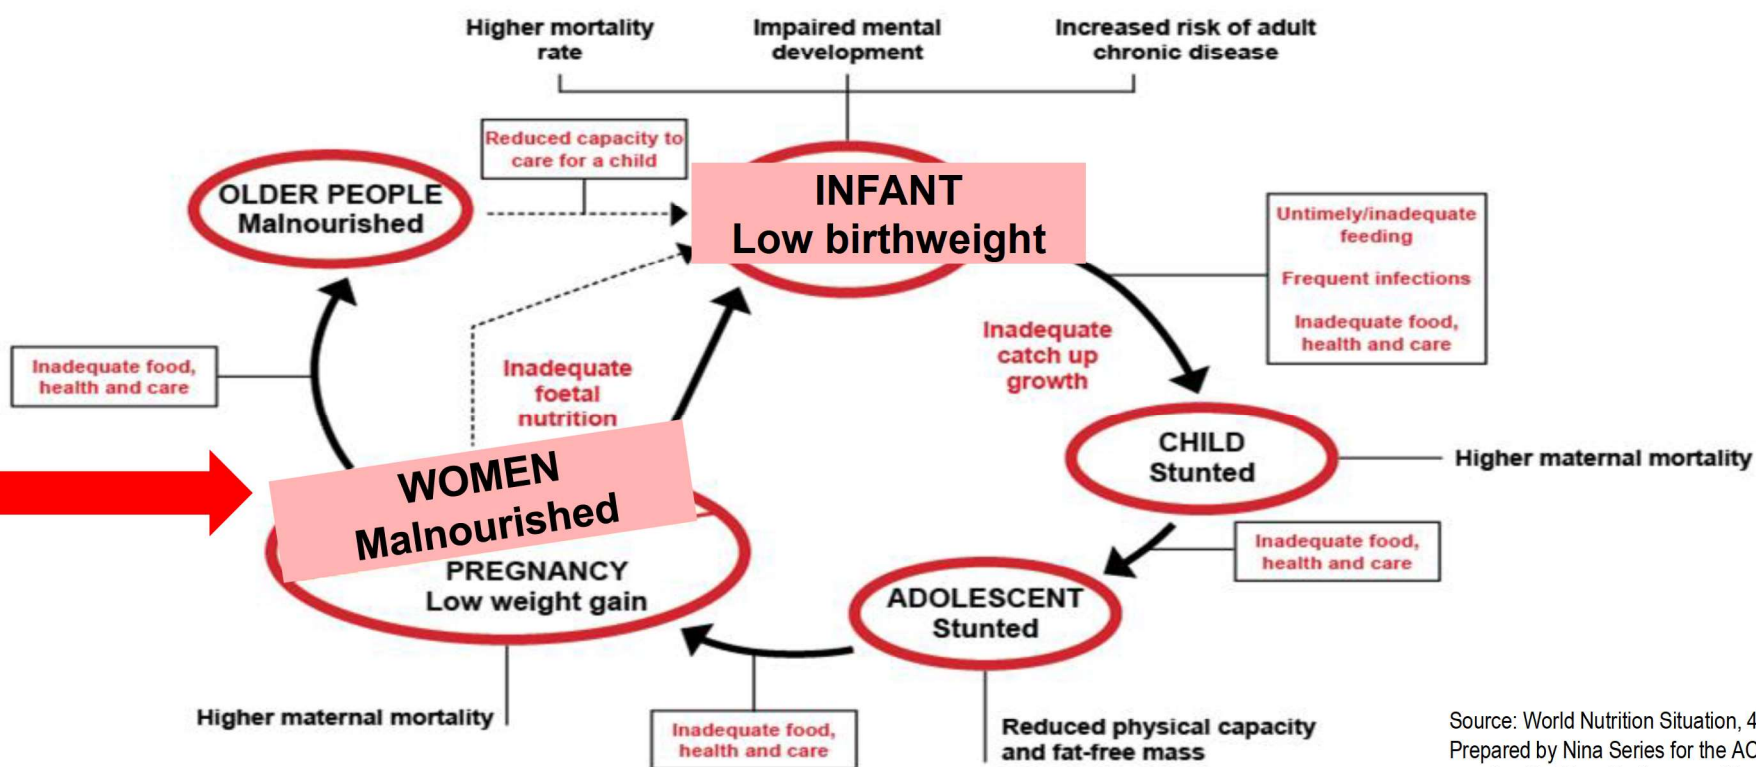 Higher mortality
rate
Impaired mental
development
Increased risk of adult
chronic disease
Reduced capacity to
care for a child
OLDER PEOPLE
Malnourished
INFANT
Low birthweight
Untimely/inadequate
feeding
Frequent infections
Inadequate food,
health and care
Inadequate
catch up
growth
Inadequate food,
health and care
Inadequate
foetal
nutrition
CHILD
Stunted
Higher maternal mortality
WOMEN
Malnourished
Inadequate food,
health and care
PREGNANCY
Low weight gain
ADOLESCENT
Stunted
Higher maternal mortality
Inadequate food,
health and care
Reduced physical capacity
and fat-free mass
Source: World Nutrition Situation, 4
Prepared by Nina Series for the